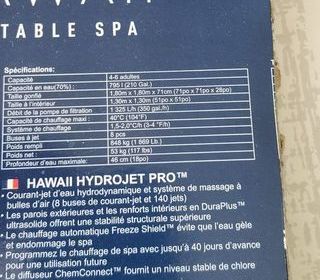 TABLE SPA
Spécifications:
Capacité 4-6 adultes
Capacité en eau(70%) : 795 l (210 Gal.)
Taille gonflé 1,80m x 1,80m x 71cm (71po x 71po x 28po)
Taille à l'intérieur 1,30m x 1,30m (51po x 51po)
Débit de la pompe de filtration 1 325 L/h (350 gal./h)
Capacité de chauffage maxi : 40°C (104°F)
Système de chauffage : 1,5-2,0°C/h (3-4 °F/h)
Buses 8 pcs
Poids rempli 848 kg (1 869 Lb.)
Poids net : 53 kg (117 lbs)
Profondeur d'eau maximale: 46 cm (18po)
HAWAII HYDROJET PRO™
• Courant-jet d'eau hydrodynamique et système de massage à
bulles d'air (8 buses de courant-jet et 140 jets)
• Les parois extérieures et les renforts intérieurs en DuraPlus™
ultrasolide offrent une stabilité structurale supérieure
• Le chauffage automatique Freeze Shield™ évite que l'eau gèle
et endommage le spa
• Programmez le chauffage de spa avec jusqu'à 40 jours d'avance
pour une utilisation future
• Le diffuseur ChemConnect™ fournit un niveau stable de chlore